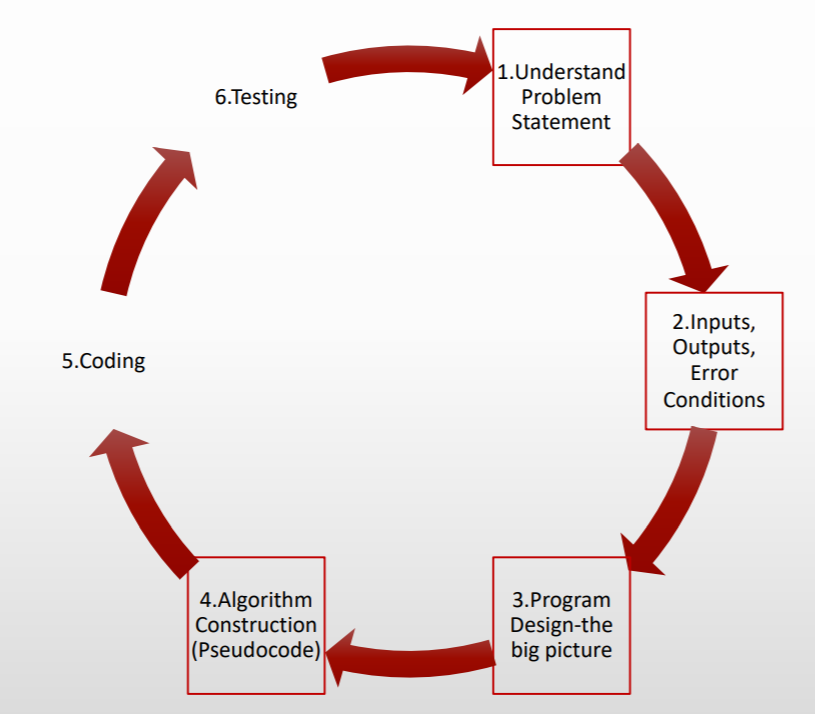 1.Understand
Problem
Statement
2.Inputs,
Outputs,
Error
Conditions
3.Program
Design-the
big picture
4.Algorithm
Construction
(Pseudocode)
5.Coding
6.Testing